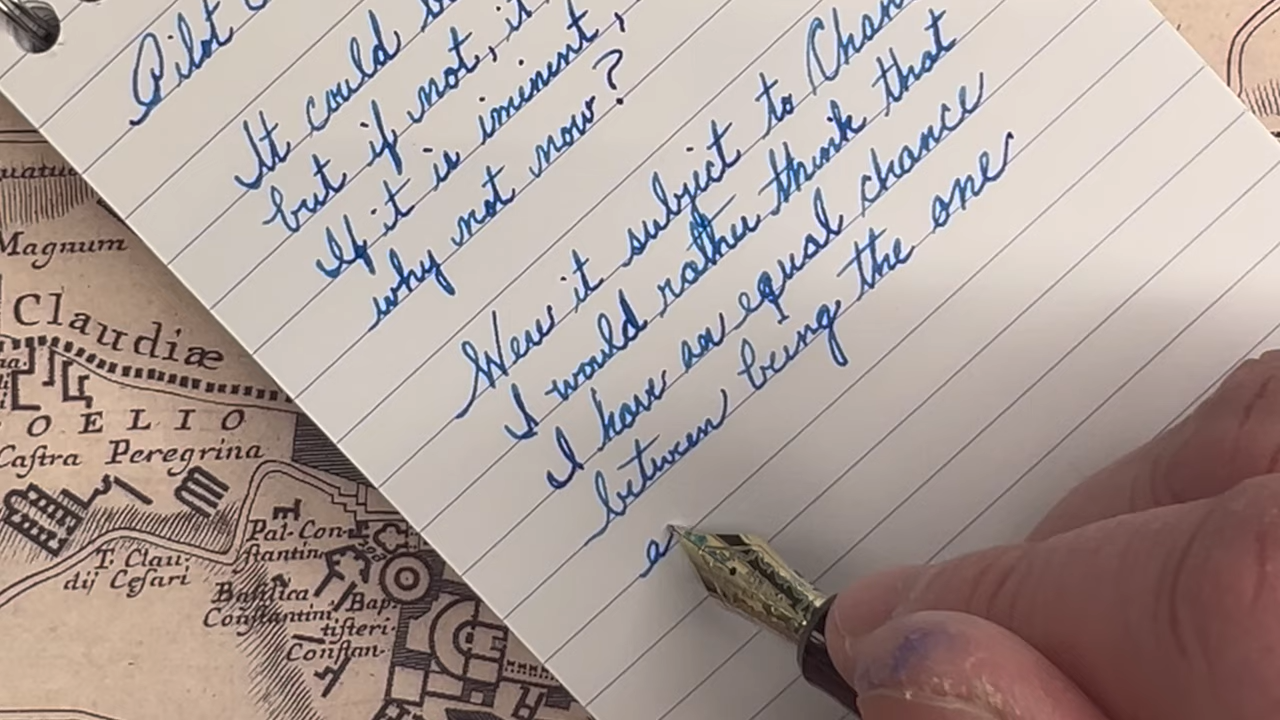 Pilot
It could
but if not, it
If it is iminent,
why not now?
Were it subject to Chan
I would rather think that
I have an equal chance
between being the one
a
Magnum
Claudiæ
OELIO
Caſtra Peregrina
T. Clau-
dij Ceſari
Pal-Con-
ſtantin.
Baſilica
Conſtantini
Bap.
tiſteri.
Conſtan-